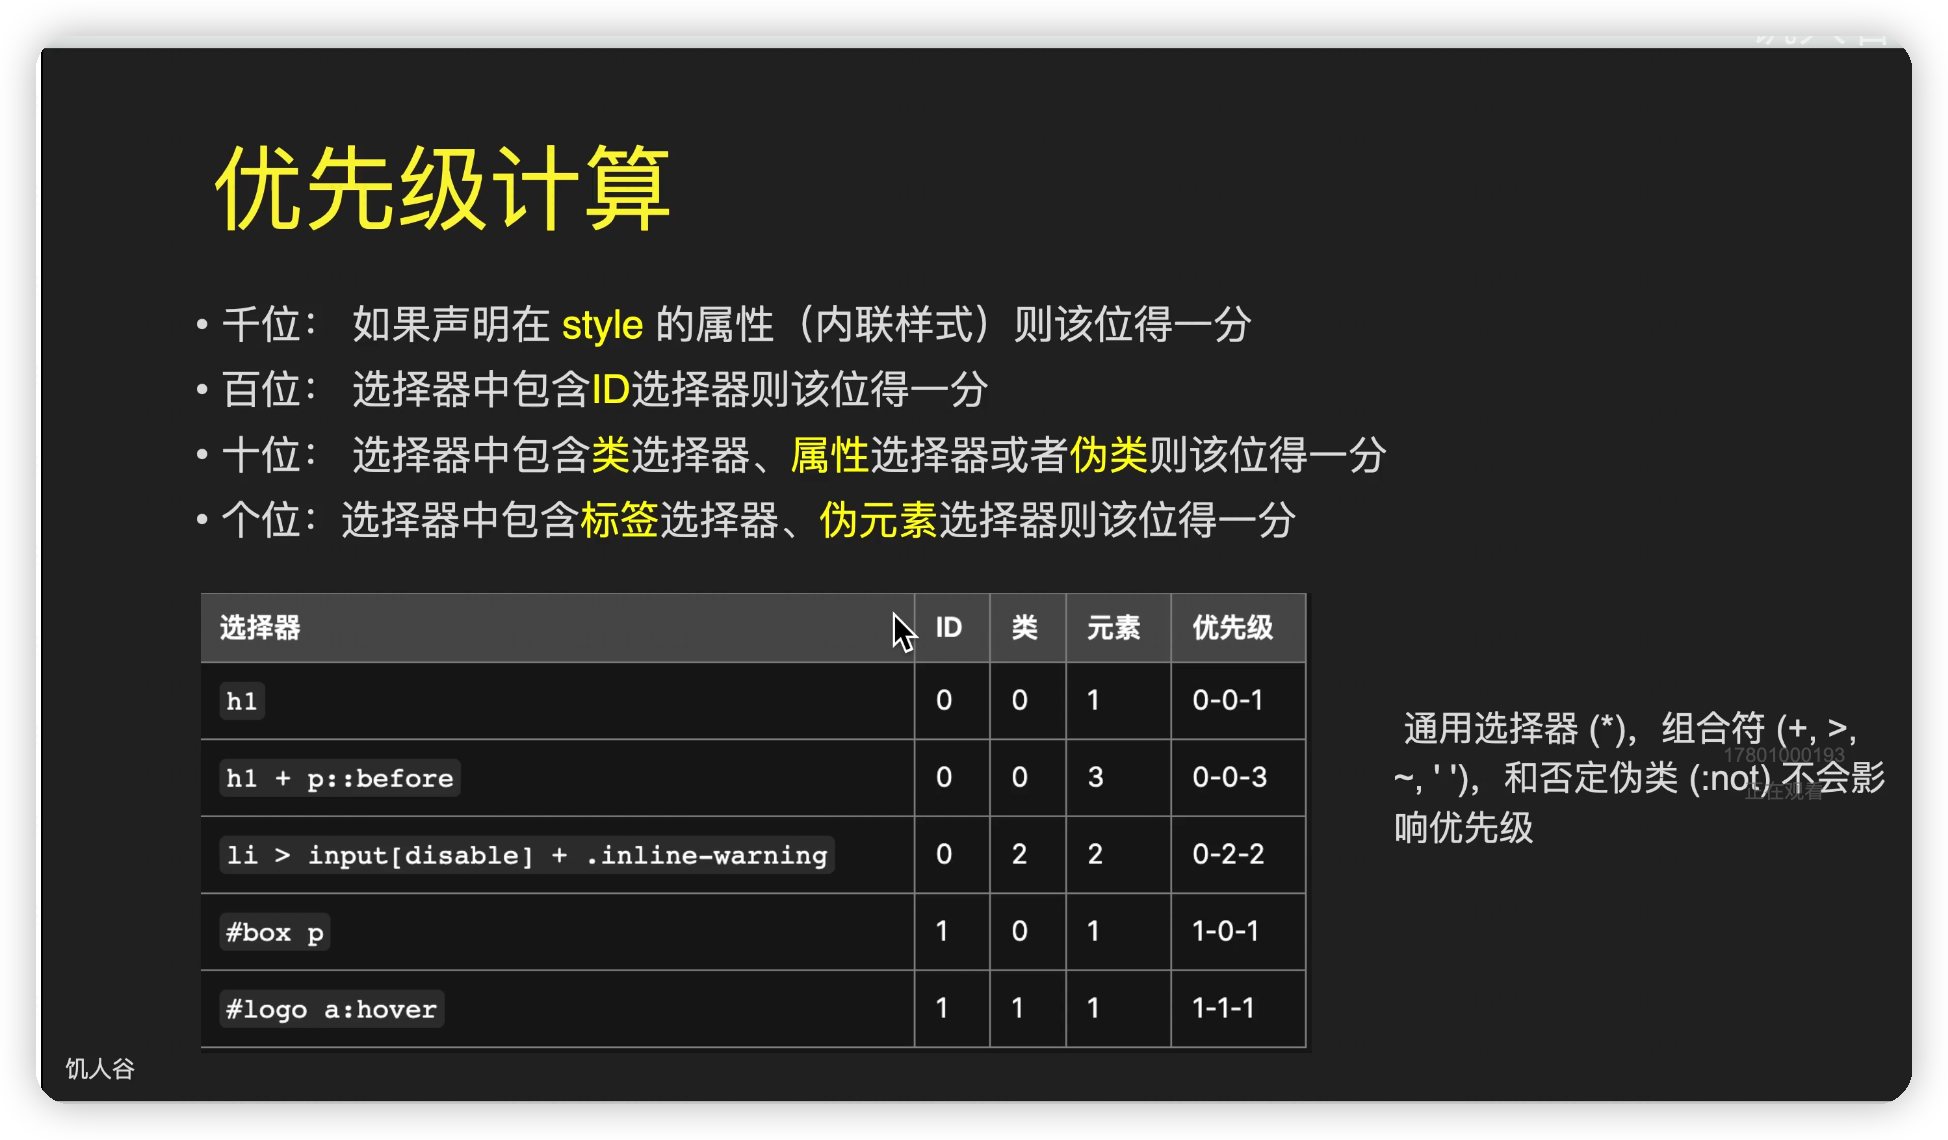 优先级计算
• 千位： 如果声明在 style 的属性（内联样式）则该位得一分
• 百位： 选择器中包含ID选择器则该位得一分
• 十位： 选择器中包含类选择器、属性选择器或者伪类则该位得一分
• 个位：选择器中包含标签选择器、伪元素选择器则该位得一分
选择器 ID 类 元素 优先级
h1 0 0 1 0-0-1
h1 + p::before 0 0 3 0-0-3
li > input[disable] + .inline-warning 0 2 2 0-2-2
#box p 1 0 1 1-0-1
#logo a:hover 1 1 1 1-1-1
通用选择器 (*)，组合符 (+, >,
~, ' ')，和否定伪类 (:not) 不会影
响优先级
17801000193
正在观看
饥人谷